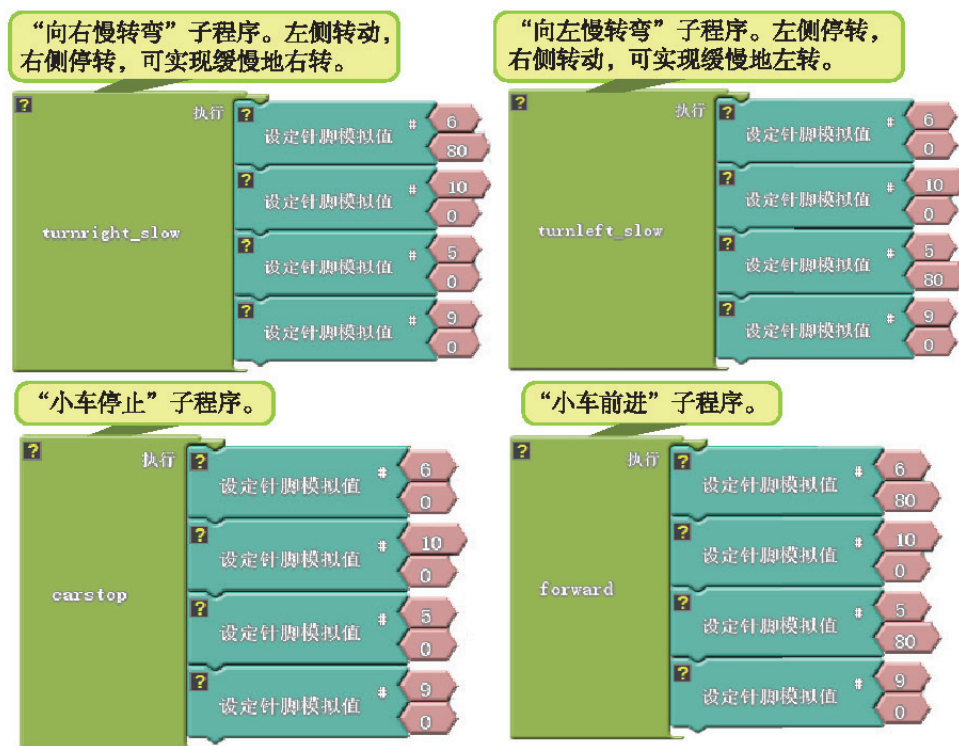 “向右慢转弯”子程序。左侧转动，
右侧停转，可实现缓慢地右转。
?
执行
turnright_slow
?
设定针脚模拟值
#
6
80
?
设定针脚模拟值
#
10
0
?
设定针脚模拟值
#
5
0
?
设定针脚模拟值
#
9
0
“向左慢转弯”子程序。左侧停转，
右侧转动，可实现缓慢地左转。
?
执行
turnleft_slow
?
设定针脚模拟值
#
6
0
?
设定针脚模拟值
#
10
0
?
设定针脚模拟值
#
5
80
?
设定针脚模拟值
#
9
0
“小车停止”子程序。
?
执行
carstop
?
设定针脚模拟值
#
6
0
?
设定针脚模拟值
#
10
0
?
设定针脚模拟值
#
5
0
?
设定针脚模拟值
#
9
0
“小车前进”子程序。
?
执行
forward
?
设定针脚模拟值
#
6
80
?
设定针脚模拟值
#
10
0
?
设定针脚模拟值
#
5
80
?
设定针脚模拟值
#
9
0